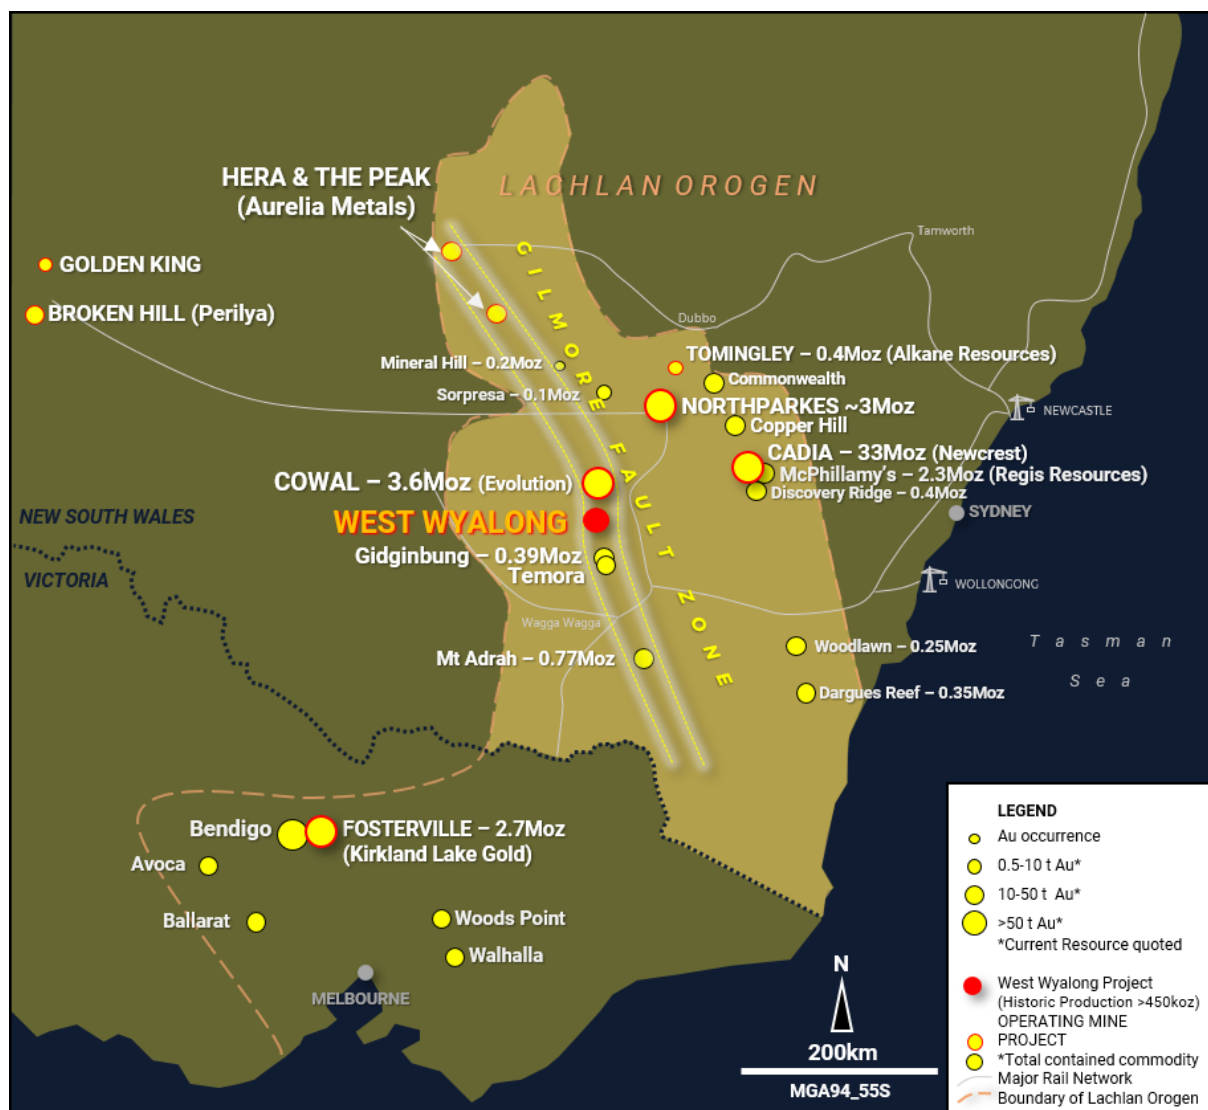 HERA & THE PEAK
(Aurelia Metals)
LACHLAN OROGEN
Tamworth
GOLDEN KING
BROKEN HILL (Perilya)
GILMORE FAULT ZONE
Dubbo
Mineral Hill – 0.2Moz
TOMINGLEY – 0.4Moz (Alkane Resources)
Commonwealth
Sorpresa – 0.1Moz
NORTHPARKES ~3Moz
NEWCASTLE
Copper Hill
CADIA – 33Moz (Newcrest)
McPhillamy's – 2.3Moz (Regis Resources)
COWAL – 3.6Moz (Evolution)
Discovery Ridge – 0.4Moz
NEW SOUTH WALES
WEST WYALONG
SYDNEY
Gidginbung – 0.39Moz
Temora
VICTORIA
WOLLONGONG
Wagga Wagga
Tasman
Sea
Woodlawn – 0.25Moz
Mt Adrah – 0.77Moz
Dargues Reef – 0.35Moz
Bendigo
FOSTERVILLE – 2.7Moz
(Kirkland Lake Gold)
Avoca
Ballarat
Woods Point
Walhalla
MELBOURNE
N
200km
MGA94_55S
LEGEND
Au occurrence
0.5-10 t Au*
10-50 t Au*
>50 t Au*
*Current Resource quoted
West Wyalong Project
(Historic Production >450koz)
OPERATING MINE
PROJECT
*Total contained commodity
Major Rail Network
Boundary of Lachlan Orogen